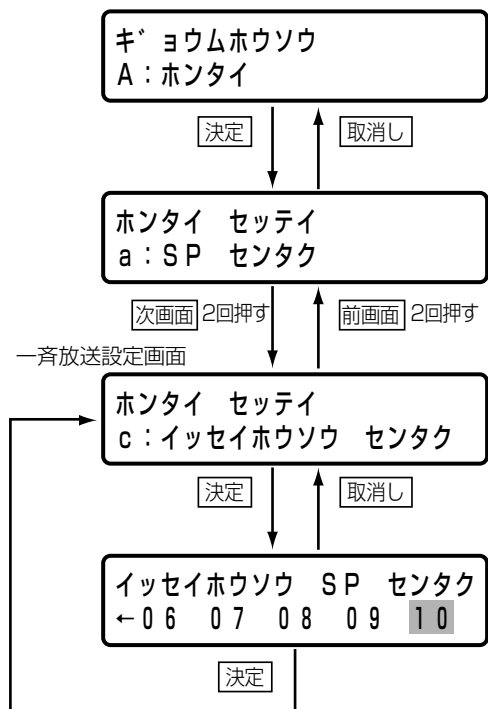 ギョウムホウソウ
A：ホンタイ
決定 取消し
ホンタイ セッテイ
a：SP センタク
次画面 2回押す 前画面 2回押す
一斉放送設定画面
ホンタイ セッテイ
c：イッセイホウソウ センタク
決定 取消し
イッセイホウソウ SP センタク
←06 07 08 09 10
決定